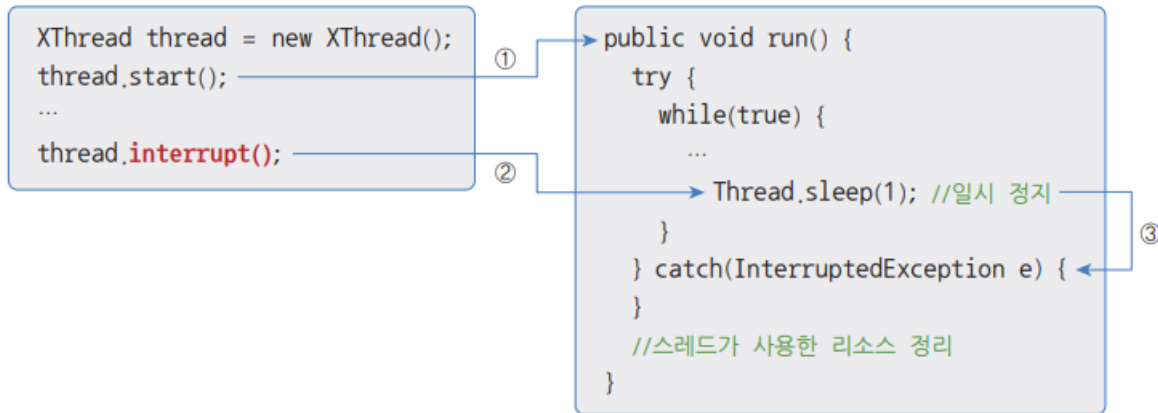 XThread thread = new XThread();
thread.start();
...
thread.interrupt();
①
②
public void run() {
try {
while(true) {
...
Thread.sleep(1); //일시 정지
}
} catch(InterruptedException e) {
}
//스레드가 사용한 리소스 정리
}
③